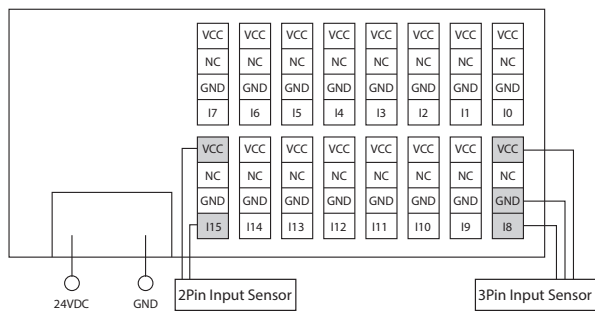 VCC VCC VCC VCC VCC VCC VCC VCC
NC NC NC NC NC NC NC NC
GND GND GND GND GND GND GND GND
I7 I6 I5 I4 I3 I2 I1 I0
VCC VCC VCC VCC VCC VCC VCC VCC
NC NC NC NC NC NC NC NC
GND GND GND GND GND GND GND GND
I15 I14 I13 I12 I11 I10 I9 I8
24VDC GND 2Pin Input Sensor 3Pin Input Sensor